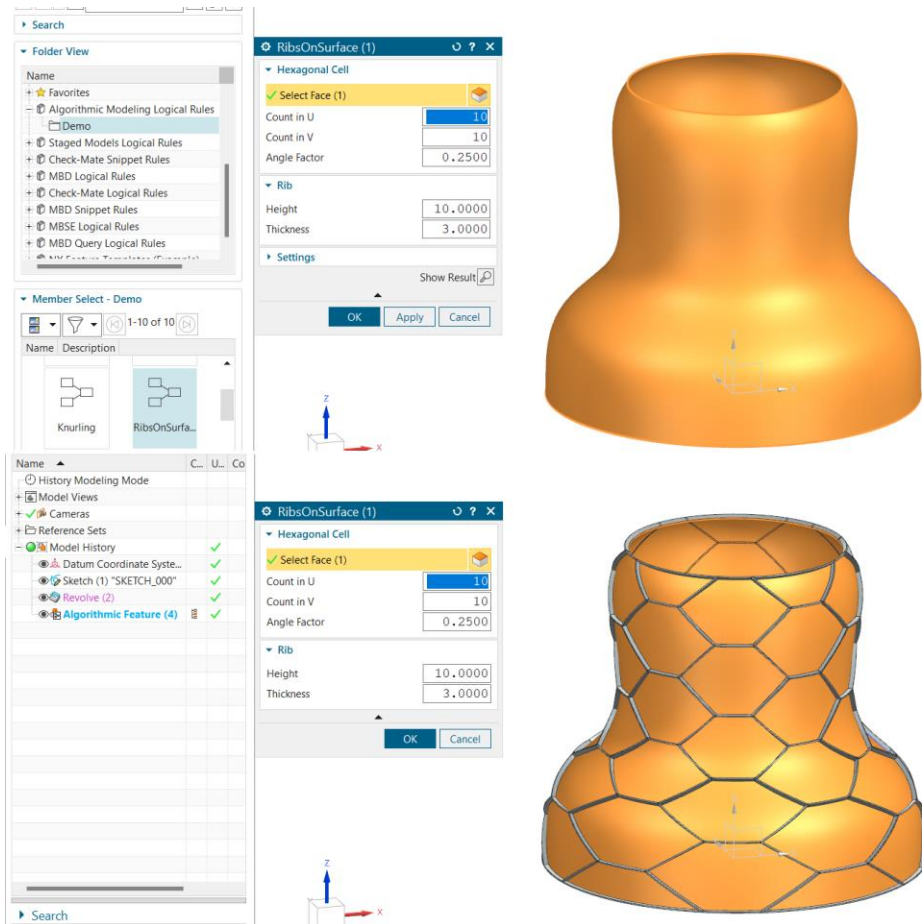 Search
Folder View
Name
Favorites
Algorithmic Modeling Logical Rules
Demo
Staged Models Logical Rules
Check-Mate Snippet Rules
MBD Logical Rules
Check-Mate Logical Rules
MBD Snippet Rules
MBSE Logical Rules
MBD Query Logical Rules
Member Select - Demo
1-10 of 10
Name Description
Knurling RibsOnSurfa...
RibsOnSurface (1)
Hexagonal Cell
Select Face (1)
Count in U 10
Count in V 10
Angle Factor 0.2500
Rib
Height 10.0000
Thickness 3.0000
Settings
Show Result
OK Apply Cancel
Z
X
Name C... U... Co
History Modeling Mode
Model Views
Cameras
Reference Sets
Model History
Datum Coordinate Syste...
Sketch (1) "SKETCH_000"
Revolve (2)
Algorithmic Feature (4)
Search
RibsOnSurface (1)
Hexagonal Cell
Select Face (1)
Count in U 10
Count in V 10
Angle Factor 0.2500
Rib
Height 10.0000
Thickness 3.0000
OK Cancel
Z
X